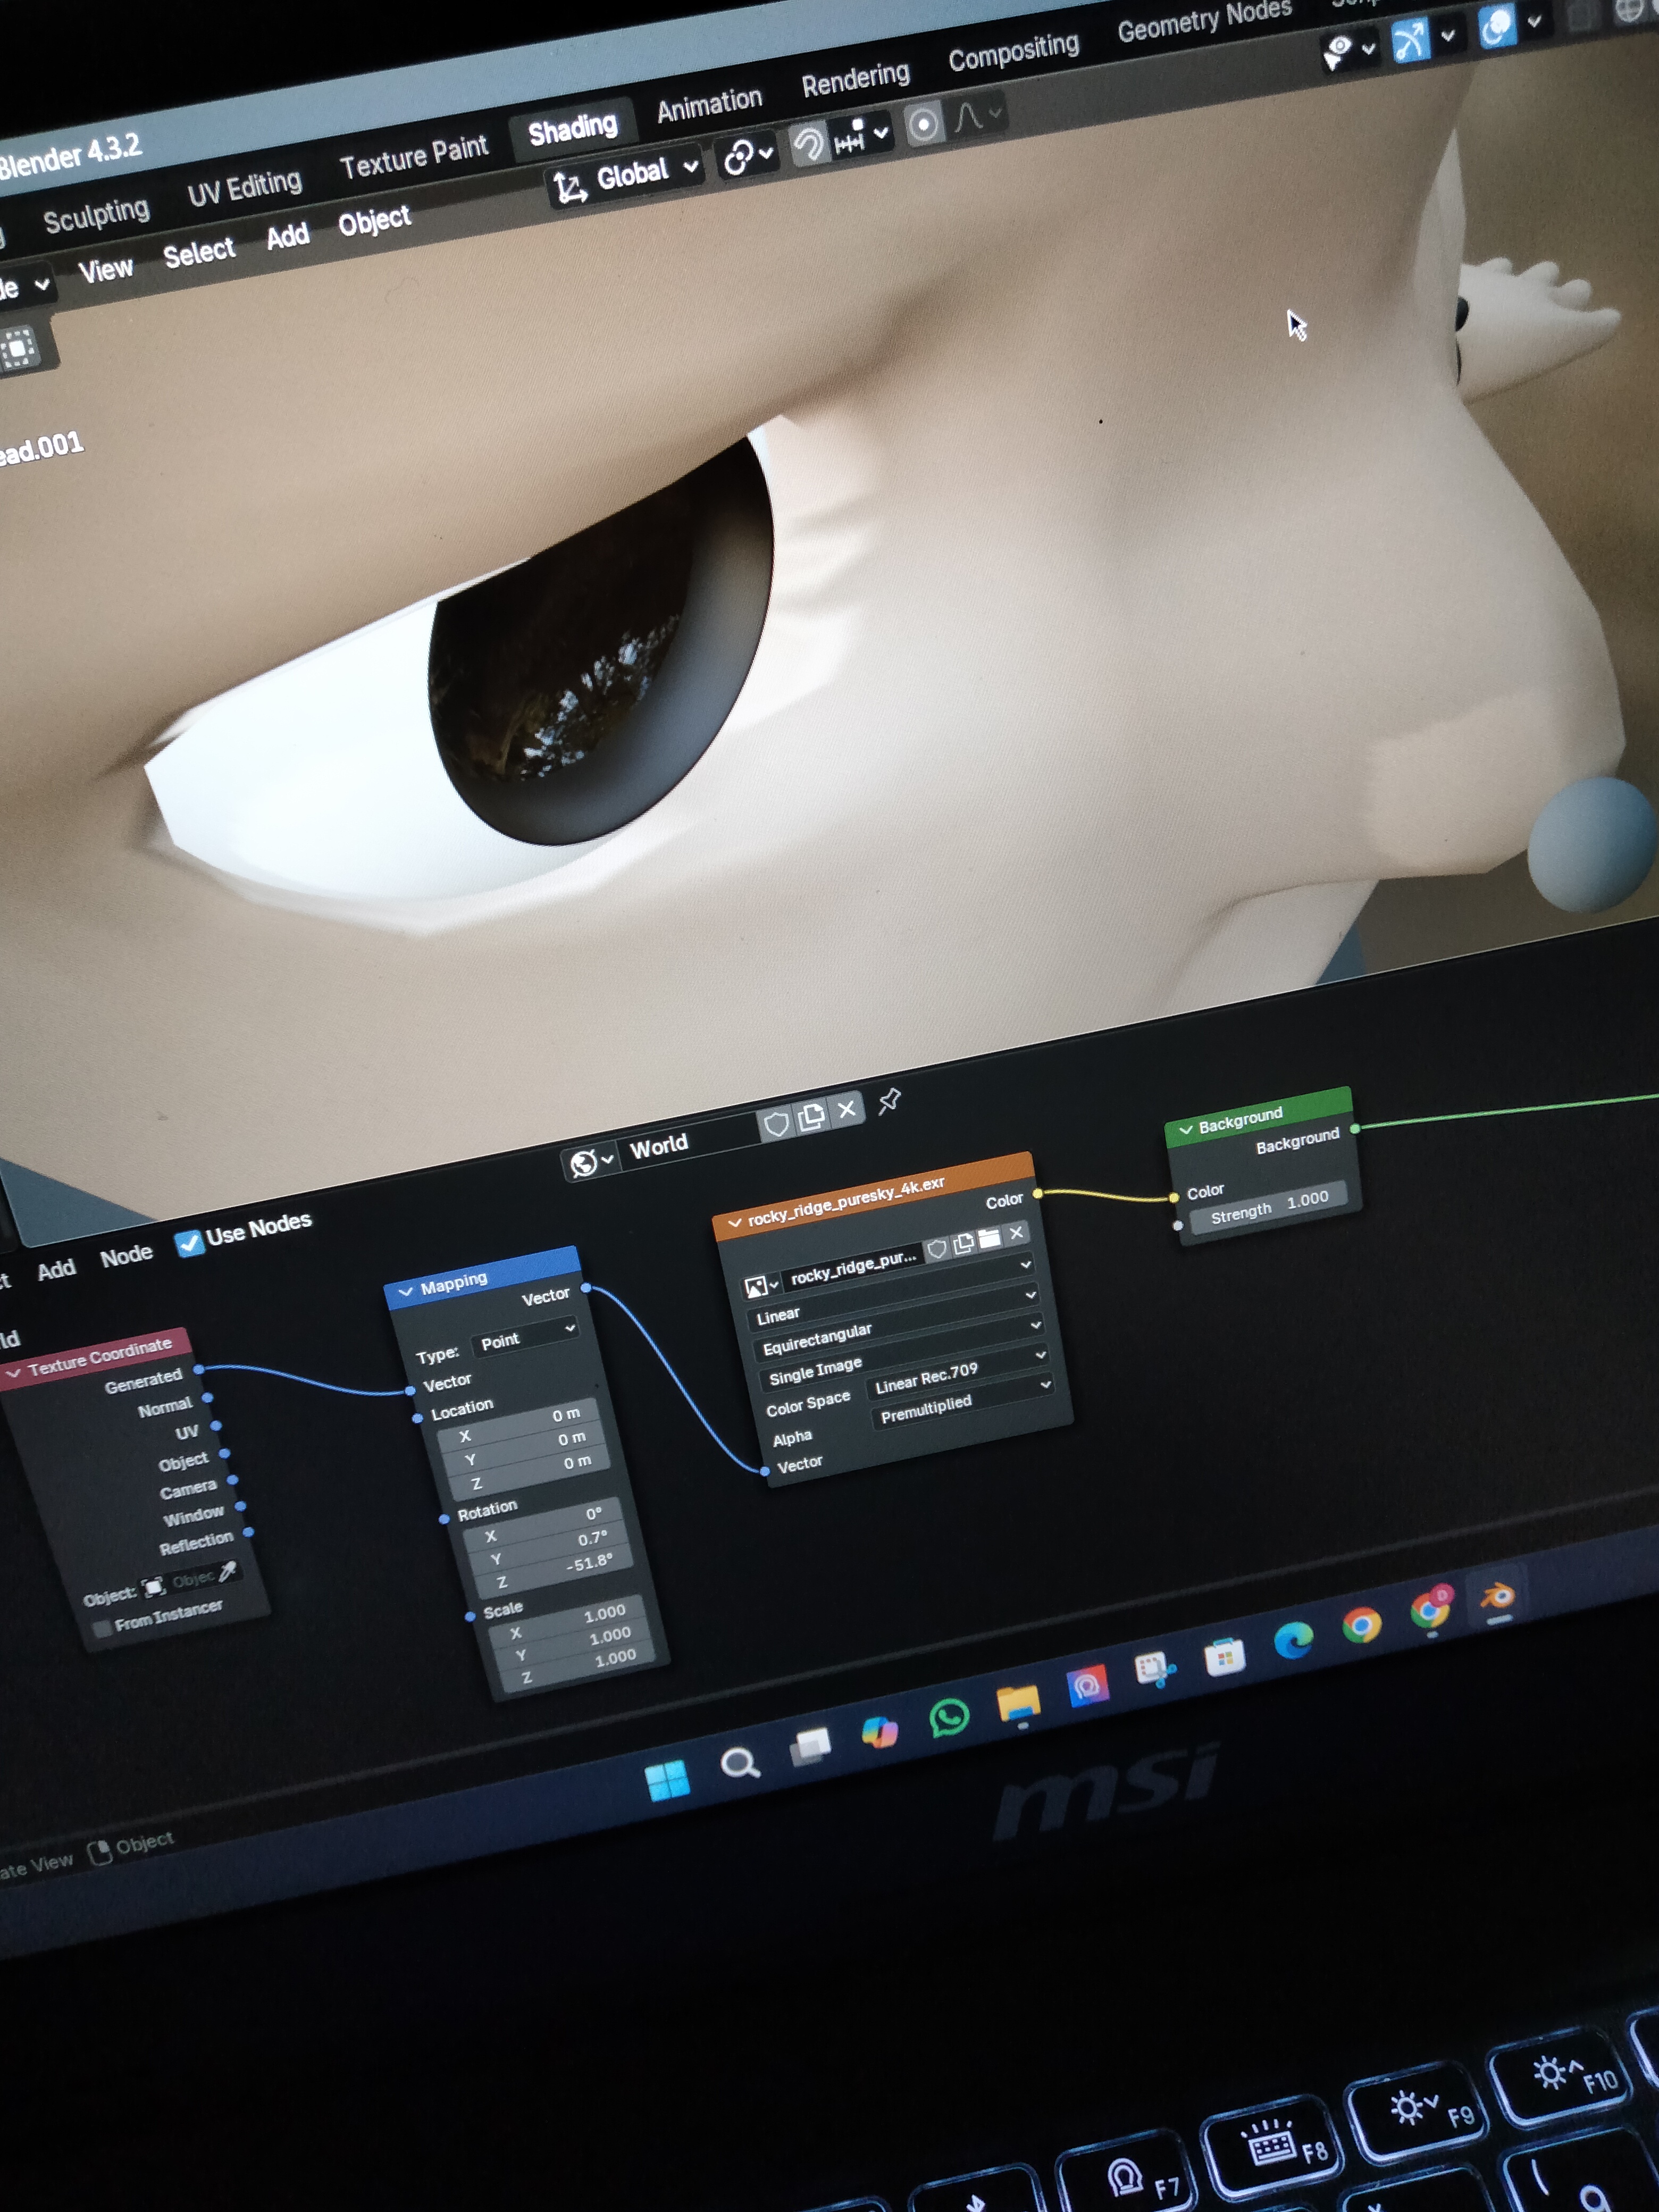 Blender 4.3.2
Sculpting UV Editing Texture Paint Shading Animation Rendering Compositing Geometry Nodes
View Select Add Object Global
ead.001
World
Add Node Use Nodes
Texture Coordinate
Generated
Normal
UV
Object
Camera
Window
Reflection
Object: Objec
From Instancer
Mapping
Vector
Type: Point
Vector
Location
X 0 m
Y 0 m
Z 0 m
Rotation
X 0°
Y 0.7°
Z -51.8°
Scale
X 1.000
Y 1.000
Z 1.000
rocky_ridge_puresky_4k.exr
Color
rocky_ridge_pur...
Linear
Equirectangular
Single Image
Color Space Linear Rec.709
Alpha Premultiplied
Vector
Background
Background
Color
Strength 1.000
ate View Object
msi
F7 F8 F9 F10